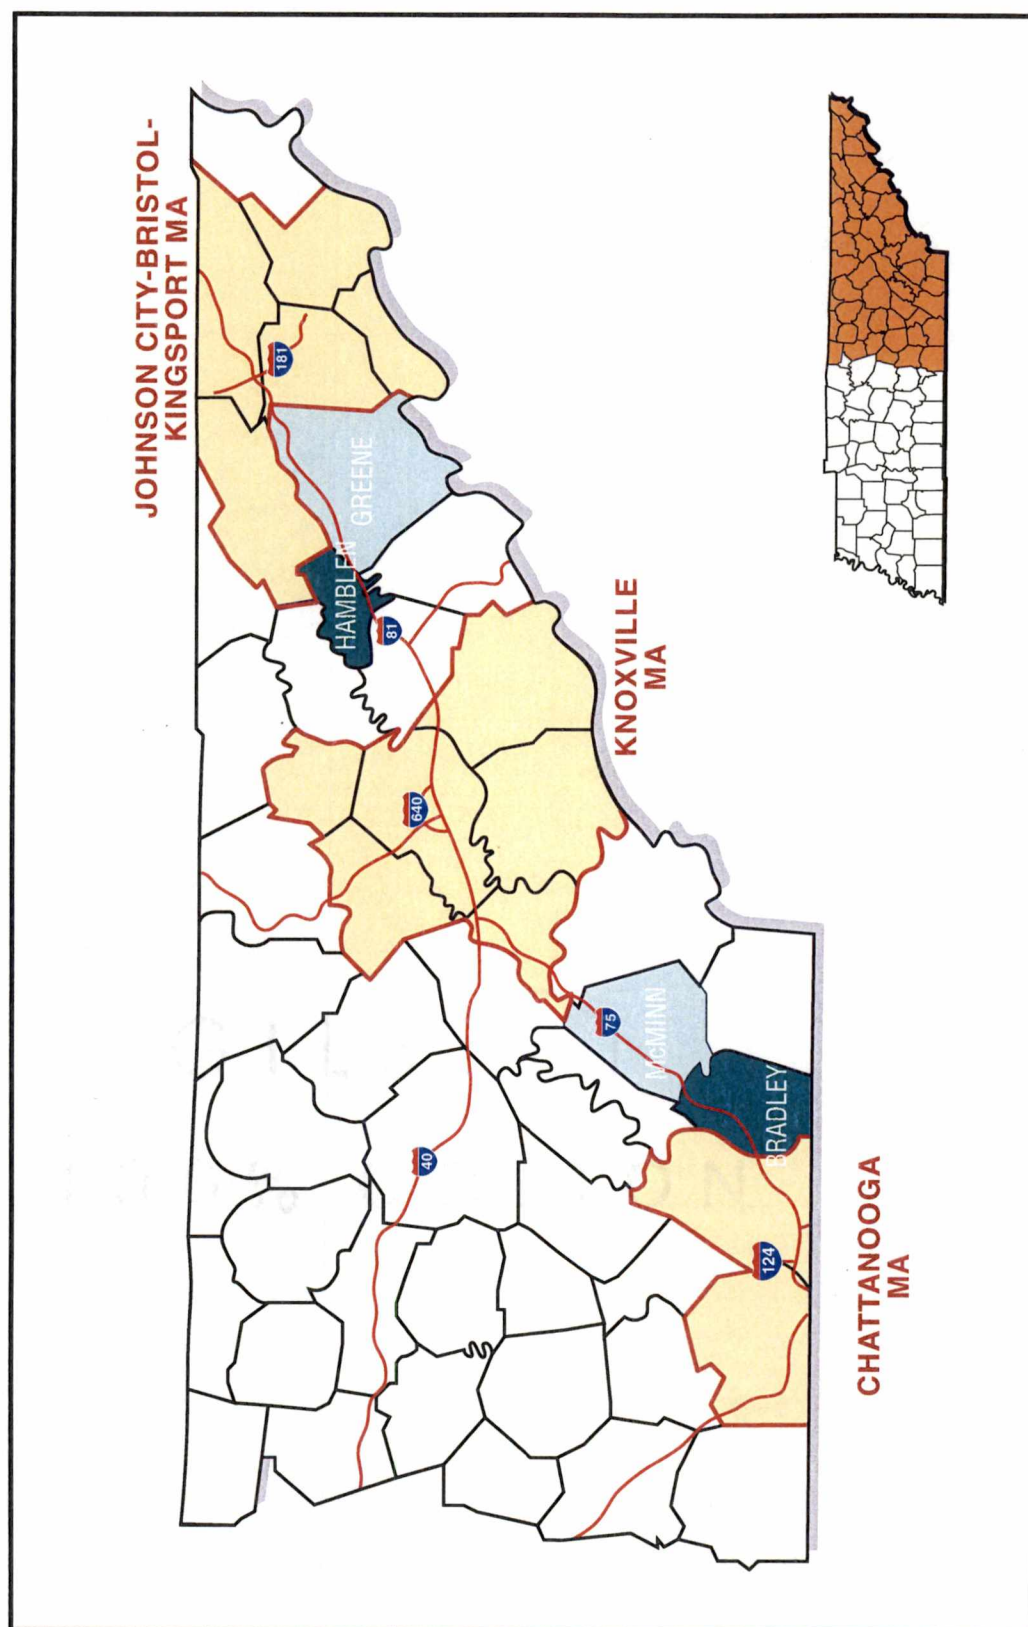 JOHNSON CITY-BRISTOL-
KINGSPORT MA
181
GREENE
HAMBLEN
81
KNOXVILLE
MA
640
75
McMINN
BRADLEY
40
124
CHATTANOOGA
MA